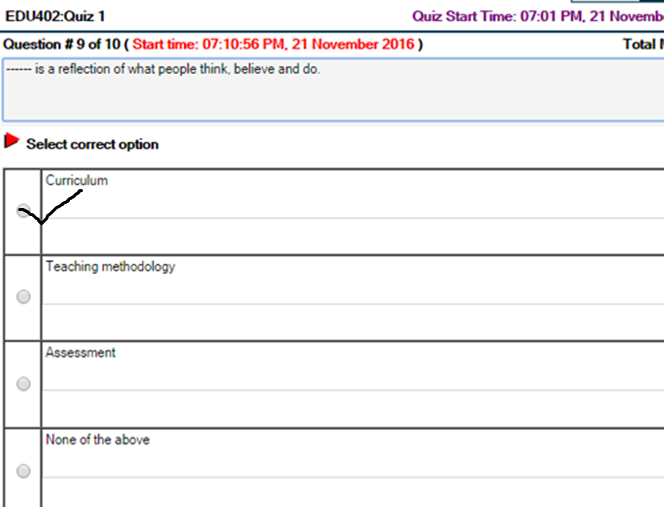 EDU402:Quiz 1 Quiz Start Time: 07:01 PM, 21 Novemb
Question # 9 of 10 ( Start time: 07:10:56 PM, 21 November 2016 ) Total
------ is a reflection of what people think, believe and do.
Select correct option
Curriculum
Teaching methodology
Assessment
None of the above